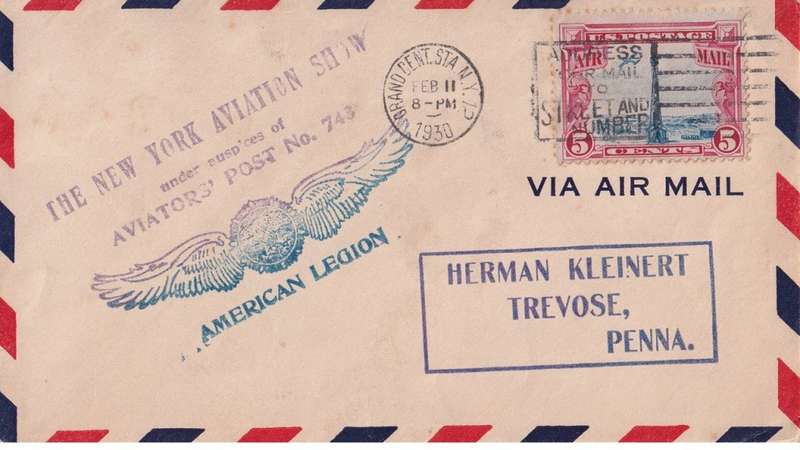 THE NEW YORK AVIATION SHOW
under auspices of
AVIATORS' POST No. 743
AMERICAN LEGION
GRAND CENT. STA. N.Y.
FEB 11
8-PM
1930
ADDRESS
YOUR MAIL
TO
STREET AND
NUMBER
U.S. POSTAGE
AIR MAIL
5 5
CENTS
VIA AIR MAIL
HERMAN KLEINERT
TREVOSE,
PENNA.